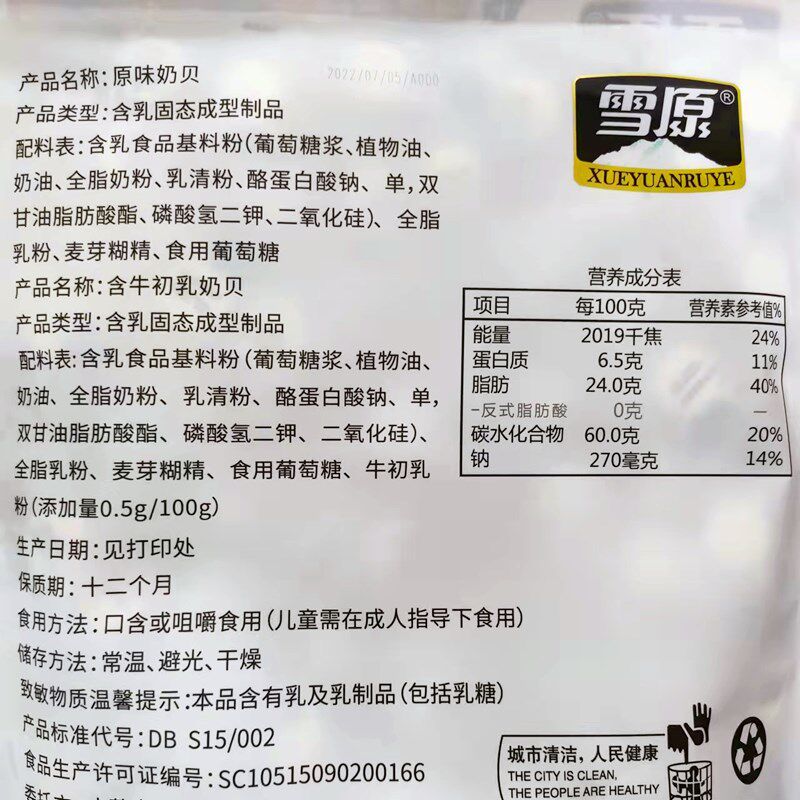 产品名称：原味奶贝
2022/07/05/A000
产品类型：含乳固态成型制品
配料表：含乳食品基料粉（葡萄糖浆、植物油、
奶油、全脂奶粉、乳清粉、酪蛋白酸钠、单，双
甘油脂肪酸酯、磷酸氢二钾、二氧化硅）、全脂
乳粉、麦芽糊精、食用葡萄糖
产品名称：含牛初乳奶贝
产品类型：含乳固态成型制品
配料表：含乳食品基料粉（葡萄糖浆、植物油、
奶油、全脂奶粉、乳清粉、酪蛋白酸钠、单，
双甘油脂肪酸酯、磷酸氢二钾、二氧化硅）、
全脂乳粉、麦芽糊精、食用葡萄糖、牛初乳
粉（添加量0.5g/100g）
生产日期：见打印处
保质期：十二个月
食用方法：口含或咀嚼食用（儿童需在成人指导下食用）
储存方法：常温、避光、干燥
致敏物质温馨提示：本品含有乳及乳制品（包括乳糖）
产品标准代号：DB S15/002
食品生产许可证编号：SC10515090200166
雪原®
XUEYUANRUYE
营养成分表
项目 每100克 营养素参考值%
能量 2019千焦 24%
蛋白质 6.5克 11%
脂肪 24.0克 40%
-反式脂肪酸 0克 —
碳水化合物 60.0克 20%
钠 270毫克 14%
城市清洁，人民健康
THE CITY IS CLEAN,
THE PEOPLE ARE HEALTHY